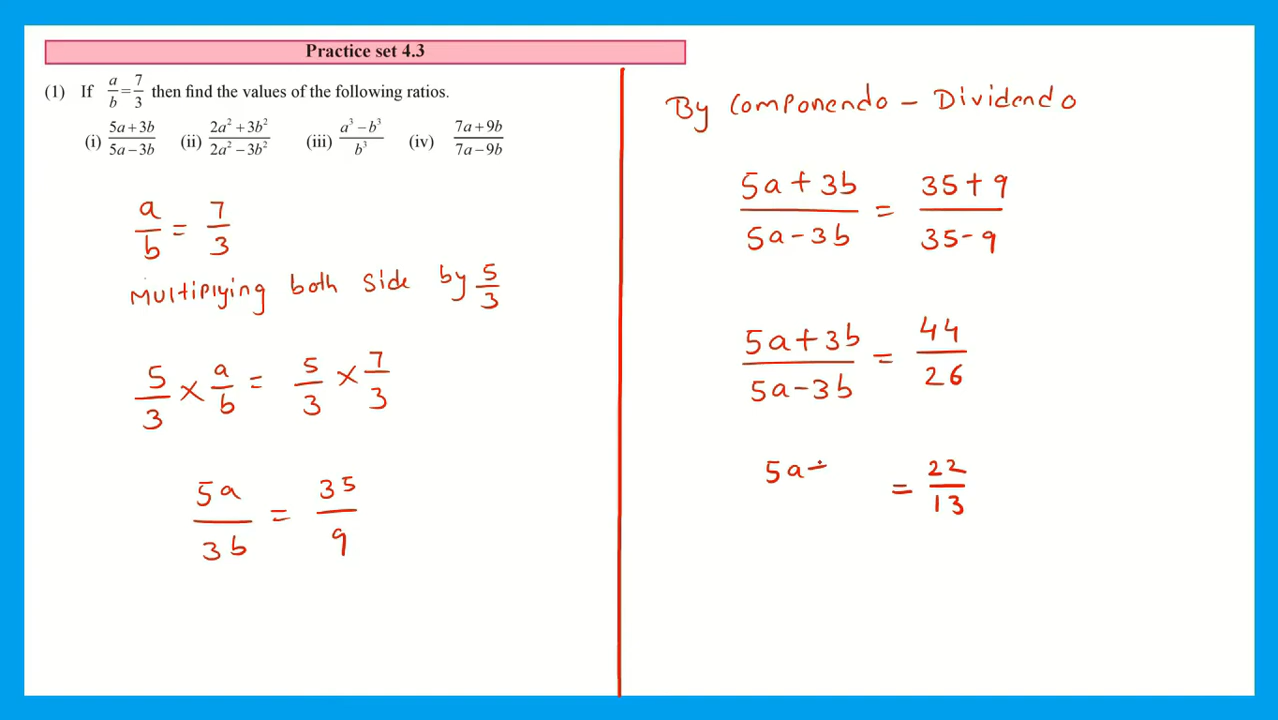 Practice set 4.3
(1) If a/b = 7/3 then find the values of the following ratios.
(i) 5a+3b / 5a−3b (ii) 2a²+3b² / 2a²−3b² (iii) a³−b³ / b³ (iv) 7a+9b / 7a−9b
a/b = 7/3
Multiplying both side by 5/3
5/3 × a/b = 5/3 × 7/3
5a/3b = 35/9
By Componendo - Dividendo
5a+3b / 5a-3b = 35+9 / 35-9
5a+3b / 5a-3b = 44/26
5a+ = 22/13